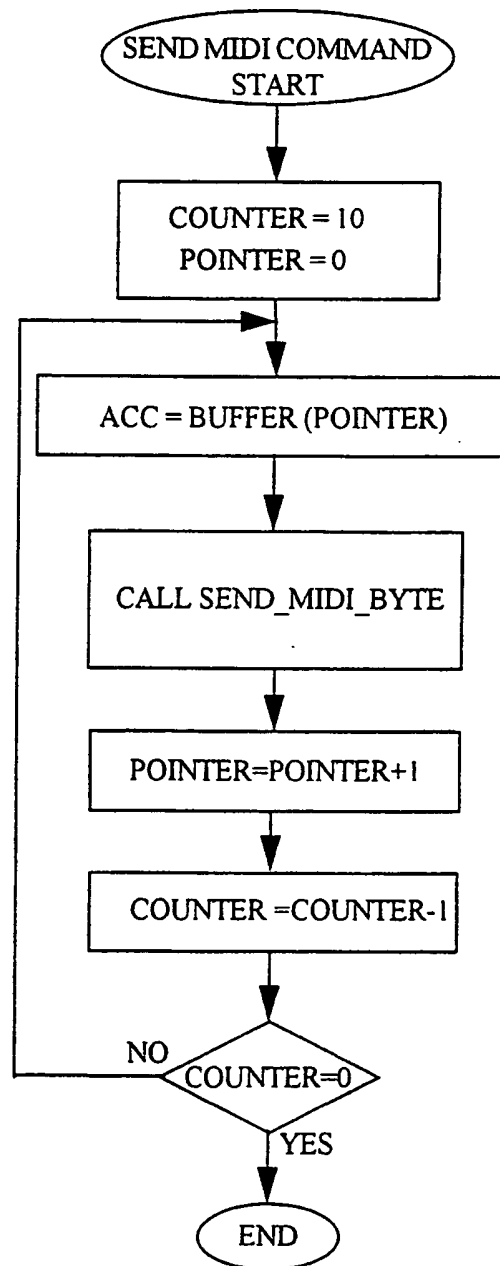 SEND MIDI COMMAND
START
COUNTER = 10
POINTER = 0
ACC = BUFFER (POINTER)
CALL SEND_MIDI_BYTE
POINTER=POINTER+1
COUNTER =COUNTER-1
NO
COUNTER=0
YES
END